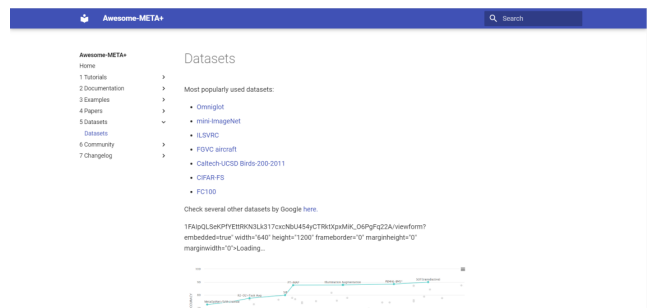 Awesome-META+
Search
Awesome-META+
Home
1 Tutorials
2 Documentation
3 Examples
4 Papers
5 Datasets
Datasets
6 Community
7 Changelog
Datasets
Most popularly used datasets:
Omniglot
mini-ImageNet
ILSVRC
FGVC aircraft
Caltech-UCSD Birds-200-2011
CIFAR-FS
FC100
Check several other datasets by Google here.
1FAIpQLSeKPfYEttRKN3Lk317cxcNbU454yCTRktXpxMiK_O6PgFq22A/viewform?
embedded=true" width="640" height="1200" frameborder="0" marginheight="0"
marginwidth="0">Loading...
100